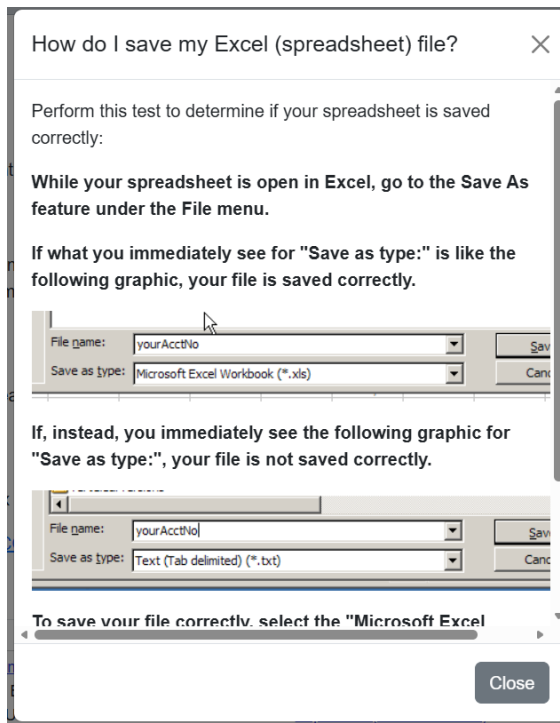 How do I save my Excel (spreadsheet) file?
Perform this test to determine if your spreadsheet is saved
correctly:
While your spreadsheet is open in Excel, go to the Save As
feature under the File menu.
If what you immediately see for "Save as type:" is like the
following graphic, your file is saved correctly.
File name: yourAcctNo Sav
Save as type: Microsoft Excel Workbook (*.xls) Canc
If, instead, you immediately see the following graphic for
"Save as type:", your file is not saved correctly.
File name: yourAcctNo Sav
Save as type: Text (Tab delimited) (*.txt) Canc
To save your file correctly, select the "Microsoft Excel
Close